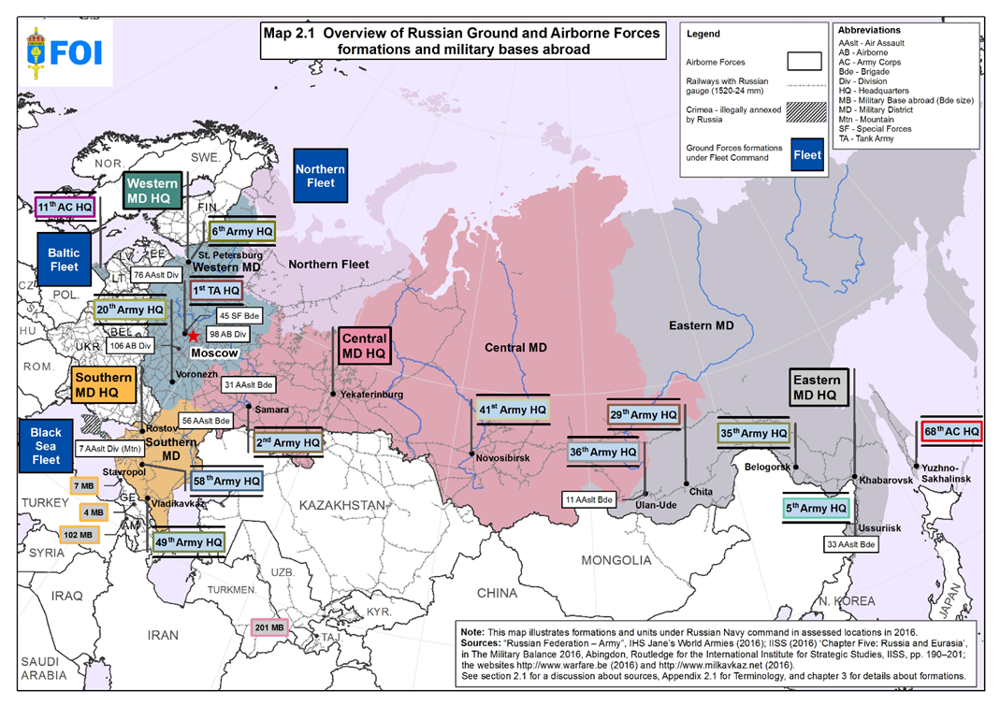 FOI
Map 2.1 Overview of Russian Ground and Airborne Forces
formations and military bases abroad
Legend
Airborne Forces
Railways with Russian
gauge (1520-24 mm)
Crimea - illegally annexed
by Russia
Ground Forces formations
under Fleet Command
Fleet
Abbreviations
AAslt - Air Assault
AB - Airborne
AC - Army Corps
Bde - Brigade
Div - Division
HQ - Headquarters
MB - Military Base abroad (Bde size)
MD - Military District
Mtn - Mountain
SF - Special Forces
TA - Tank Army
NOR.
SWE.
FIN
Northern
Fleet
Western
MD HQ
11th AC HQ
6th Army HQ
Baltic
Fleet
LV
EE
LT
St. Petersburg
Western MD
Northern Fleet
76 AAslt Div
1st TA HQ
CZ
POL.
S.
20th Army HQ
45 SF Bde
98 AB Div
BEL
HU
UKR.
106 AB Div
Moscow
Central
MD HQ
Central MD
Eastern MD
ROM.
Southern
MD HQ
Voronezh
31 AAslt Bde
Yekaterinburg
Eastern
MD HQ
Samara
56 AAslt Bde
41st Army HQ
29th Army HQ
35th Army HQ
68th AC HQ
Black
Sea
Fleet
Rostov
Southern
MD
7 AAslt Div (Mtn)
2nd Army HQ
Novosibirsk
36th Army HQ
Belogorsk
Yuzhno-
Sakhalinsk
Stavropol
58th Army HQ
Khabarovsk
7 MB
Chita
GE
Vladikavkaz
TURKEY
4 MB
KAZAKHSTAN
11 AAslt Bde
Ulan-Ude
5th Army HQ
AM
102 MB
49th Army HQ
Ussuriisk
33 AAslt Bde
SYRIA
MONGOLIA
UZB.
IRAQ
TURKMEN.
CHINA
N. KOREA
JAPAN
KYR.
IRAN
201 MB
TAJ.
SAUDI
ARABIA
Note: This map illustrates formations and units under Russian Navy command in assessed locations in 2016.
Sources: "Russian Federation – Army", IHS Jane's World Armies (2016); IISS (2016) 'Chapter Five: Russia and Eurasia',
in The Military Balance 2016, Abingdon, Routledge for the International Institute for Strategic Studies, IISS, pp. 190–201;
the websites http://www.warfare.be (2016) and http://www.milkavkaz.net (2016).
See section 2.1 for a discussion about sources, Appendix 2.1 for Terminology, and chapter 3 for details about formations.